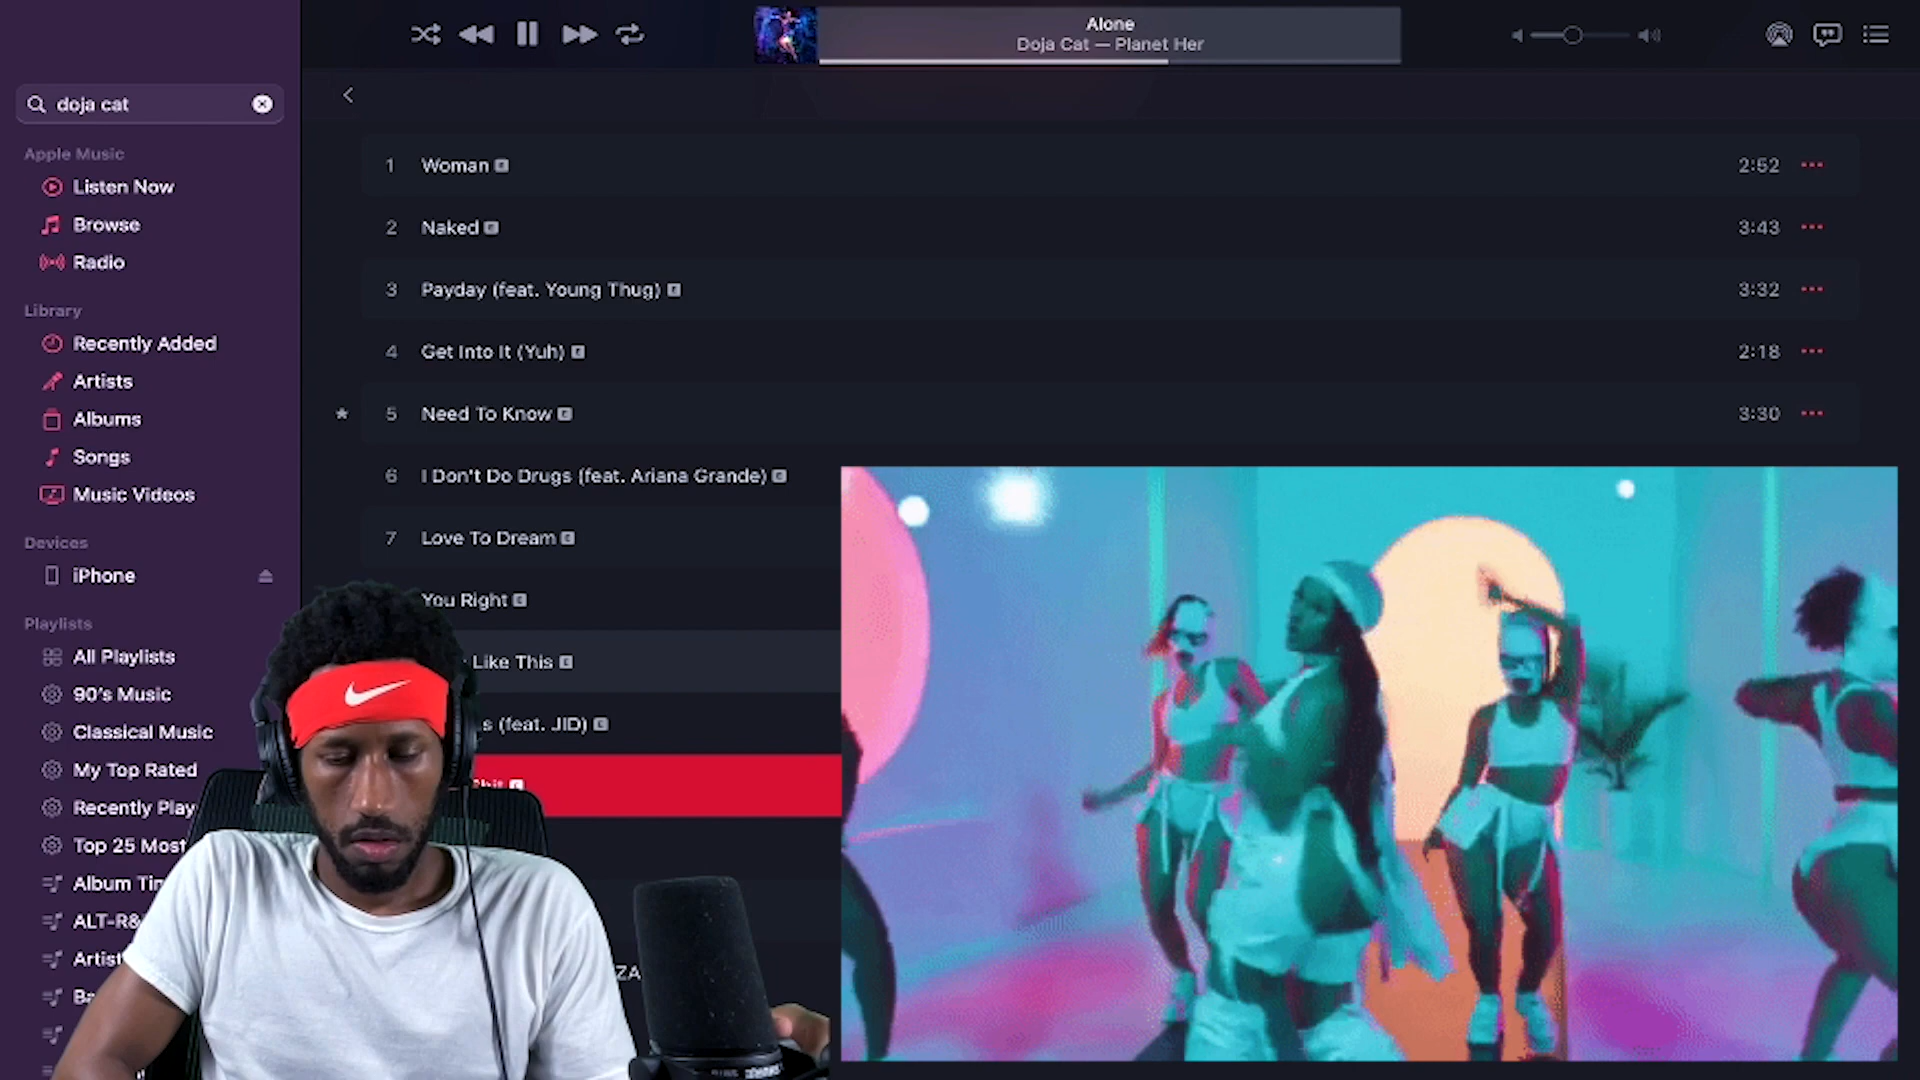 Alone
Doja Cat — Planet Her
doja cat
Apple Music
Listen Now
Browse
Radio
Library
Recently Added
Artists
Albums
Songs
Music Videos
Devices
iPhone
Playlists
All Playlists
90's Music
Classical Music
My Top Rated
Recently Play
Top 25 Most
Album Tim
ALT-R&
Artist
Ba
1 Woman E 2:52
2 Naked E 3:43
3 Payday (feat. Young Thug) E 3:32
4 Get Into It (Yuh) E 2:18
★ 5 Need To Know E 3:30
6 I Don't Do Drugs (feat. Ariana Grande) E
7 Love To Dream E
You Right E
Like This E
s (feat. JID) E
ZA